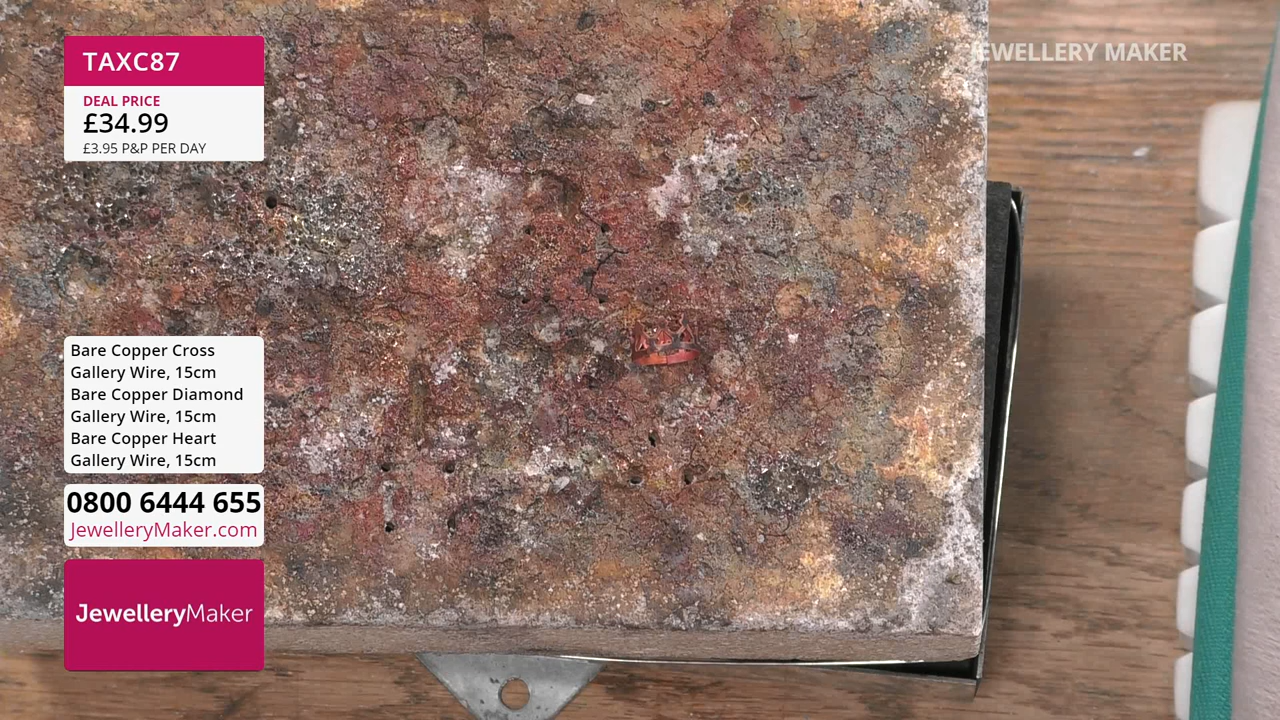 TAXC87
DEAL PRICE
£34.99
£3.95 P&P PER DAY
JEWELLERY MAKER
Bare Copper Cross
Gallery Wire, 15cm
Bare Copper Diamond
Gallery Wire, 15cm
Bare Copper Heart
Gallery Wire, 15cm
0800 6444 655
JewelleryMaker.com
JewelleryMaker